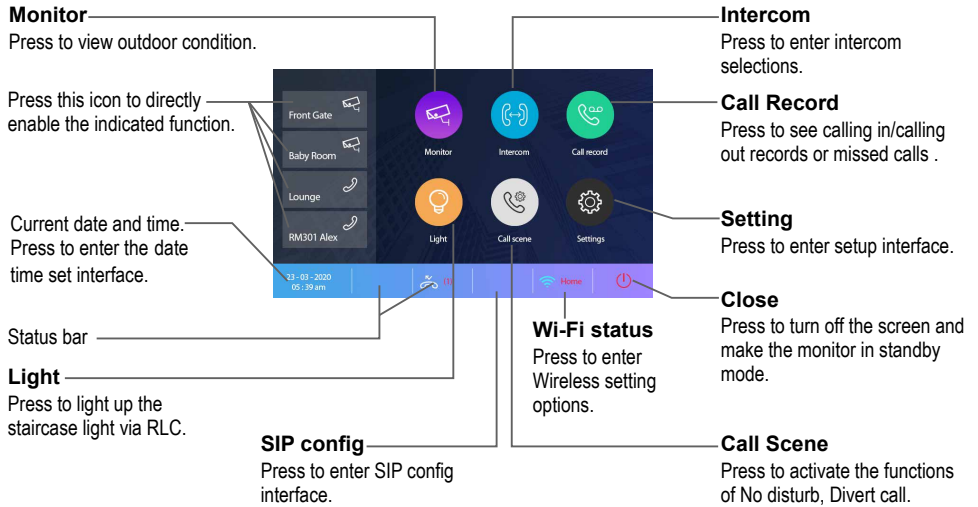 Monitor
Press to view outdoor condition.
Press this icon to directly
enable the indicated function.
Current date and time.
Press to enter the date
time set interface.
Status bar
Light
Press to light up the
staircase light via RLC.
Front Gate
Baby Room
Lounge
RM301 Alex
Monitor
Intercom
Call record
Light
Call scene
Settings
23 - 03 - 2020
05 : 39 am
(1)
Home
SIP config
Press to enter SIP config
interface.
Wi-Fi status
Press to enter
Wireless setting
options.
Intercom
Press to enter intercom
selections.
Call Record
Press to see calling in/calling
out records or missed calls .
Setting
Press to enter setup interface.
Close
Press to turn off the screen and
make the monitor in standby
mode.
Call Scene
Press to activate the functions
of No disturb, Divert call.